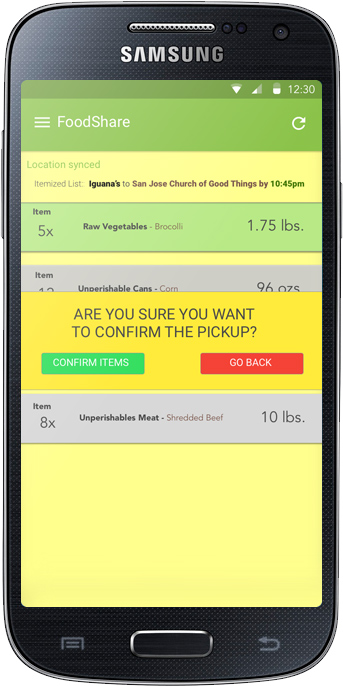 SAMSUNG
12:30
FoodShare
Location synced
Itemized List: Iguana's to San Jose Church of Good Things by 10:45pm
Item
5x Raw Vegetables - Brocolli 1.75 lbs.
Item
Unperishable Cans - Corn 96 ozs
ARE YOU SURE YOU WANT
TO CONFIRM THE PICKUP?
CONFIRM ITEMS GO BACK
Item
8x Unperishables Meat - Shredded Beef 10 lbs.